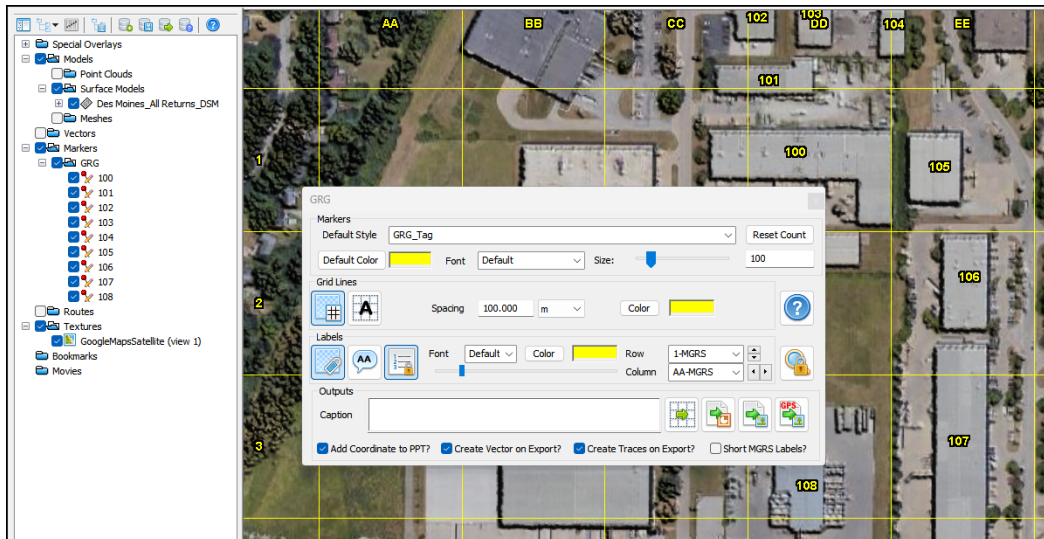 Special Overlays
Models
Point Clouds
Surface Models
Des Moines_All Returns_DSM
Meshes
Vectors
Markers
GRG
100
101
102
103
104
105
106
107
108
Routes
Textures
GoogleMapsSatellite (view 1)
Bookmarks
Movies
AA BB CC 102 103 DD 104 EE
101
1 100 105
2 106
3 107
108
GRG
Markers
Default Style GRG_Tag Reset Count
Default Color Font Default Size: 100
Grid Lines
A Spacing 100.000 m Color ?
Labels
AA Font Default Color Row 1-MGRS
Column AA-MGRS
Outputs
Caption GPS
Add Coordinate to PPT? Create Vector on Export? Create Traces on Export? Short MGRS Labels?